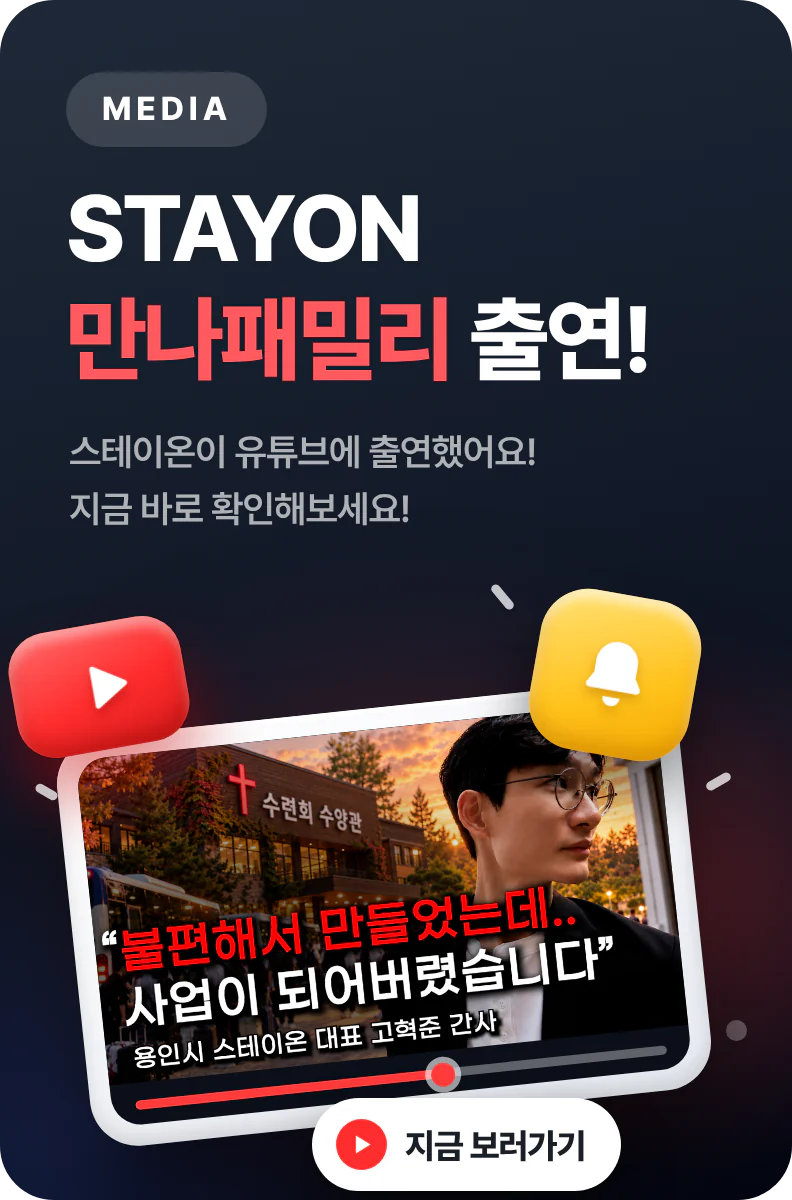 MEDIA
STAYON
만나패밀리 출연!
스테이온이 유튜브에 출연했어요!
지금 바로 확인해보세요!
수련회 수양관
“불편해서 만들었는데..
사업이 되어버렸습니다”
용인시 스테이온 대표 고혁준 간사
지금 보러가기